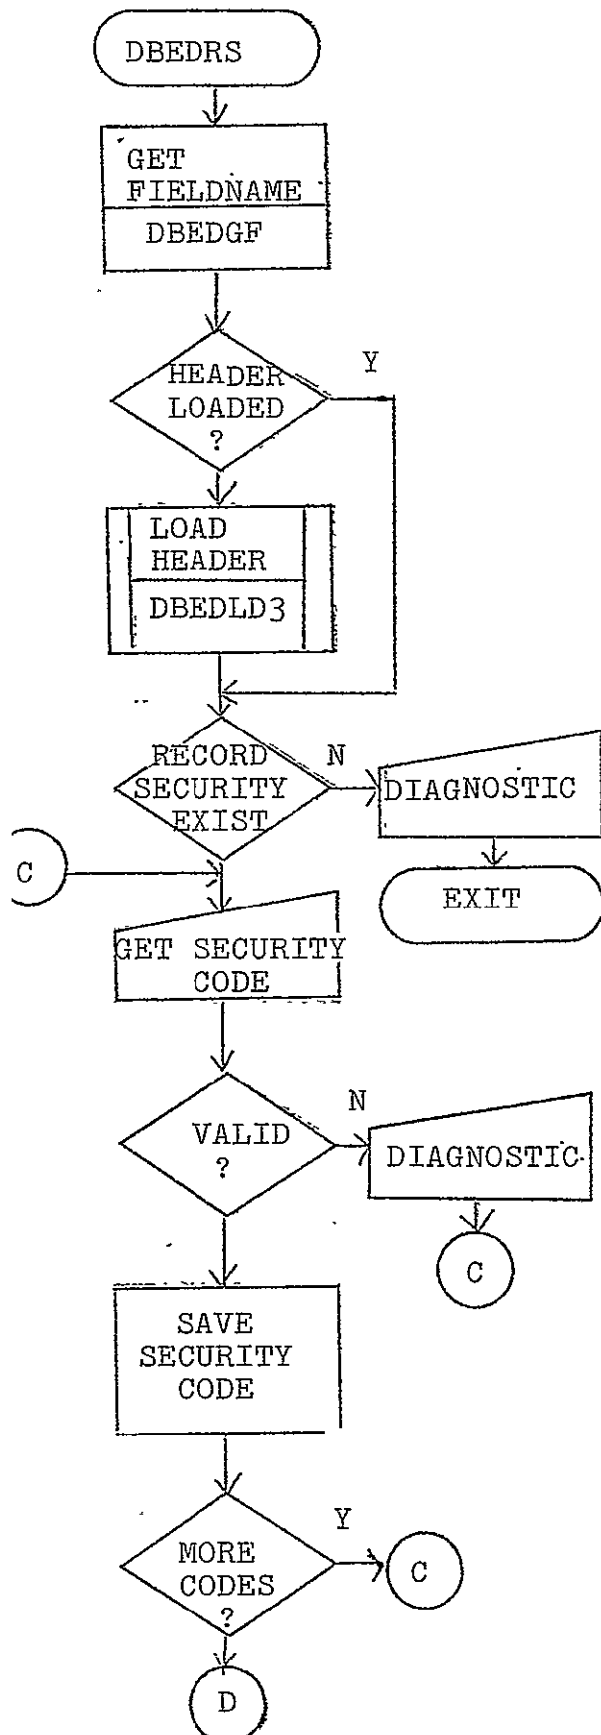 DBEDRS
GET
FIELDNAME
DBEDGF
HEADER
LOADED
?
Y
LOAD
HEADER
DBEDLD3
RECORD
SECURITY
EXIST
N
DIAGNOSTIC
EXIT
C
GET SECURITY
CODE
VALID
?
N
DIAGNOSTIC
C
SAVE
SECURITY
CODE
MORE
CODES
?
Y
C
D